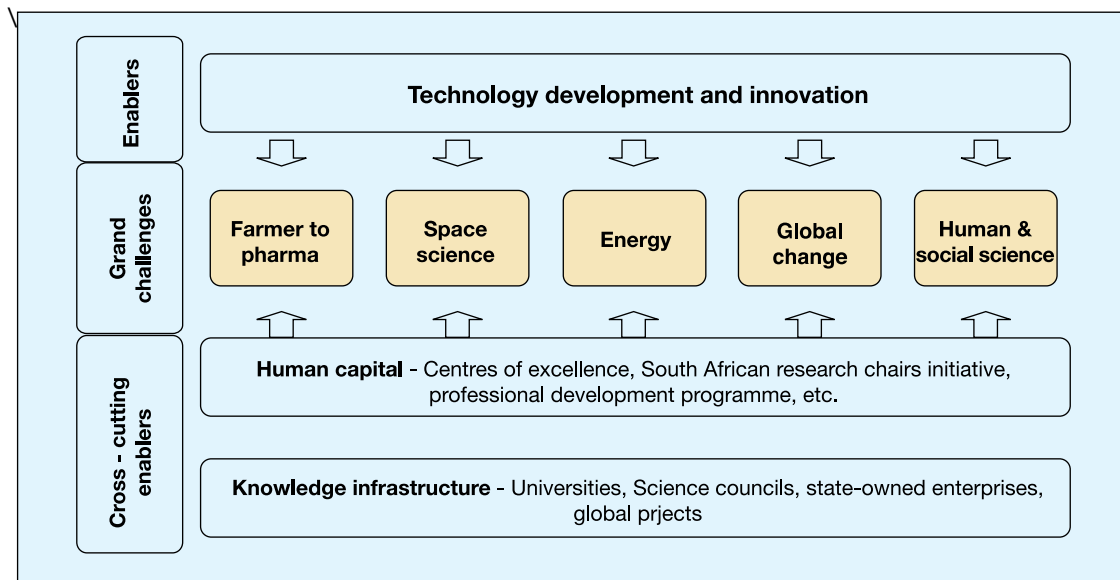 \
Enablers
Technology development and innovation
Grand
challenges
Farmer to
pharma
Space
science
Energy
Global
change
Human &
social science
Cross - cutting
enablers
Human capital - Centres of excellence, South African research chairs initiative,
professional development programme, etc.
Knowledge infrastructure - Universities, Science councils, state-owned enterprises,
global prjects